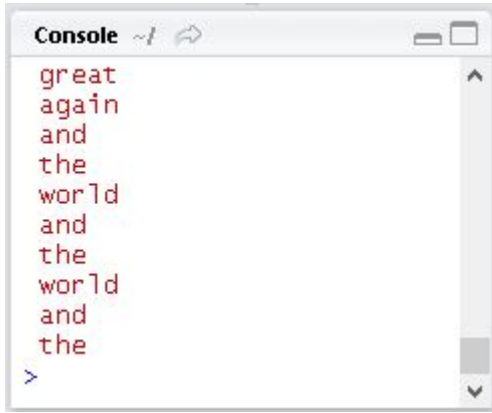 Console ~/
great
again
and
the
world
and
the
world
and
the
>